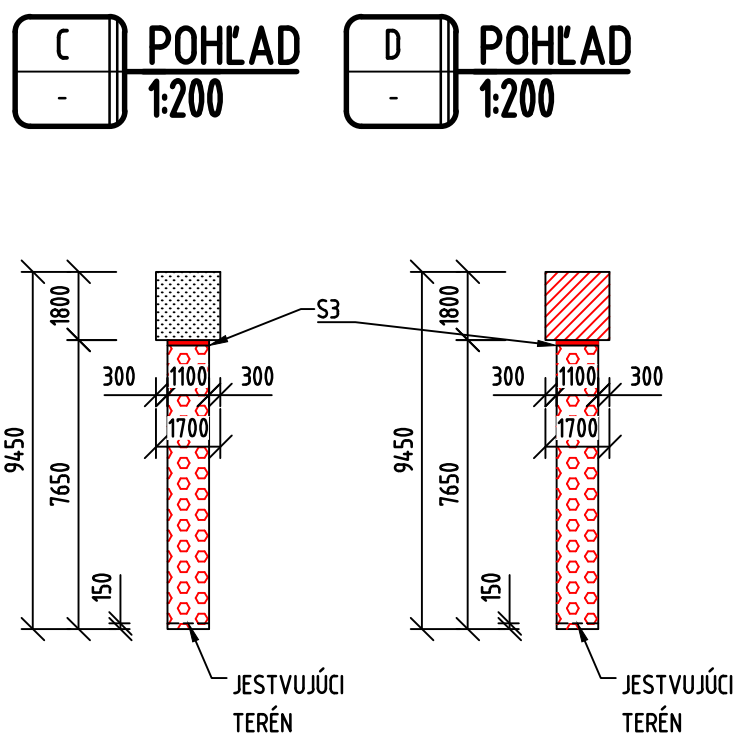 C POHĽAD
- 1:200
D POHĽAD
- 1:200
1800
S3
300 1100 300
1700
9450
7650
150
JESTVUJÚCI
TERÉN
1800
300 1100 300
1700
9450
7650
150
JESTVUJÚCI
TERÉN